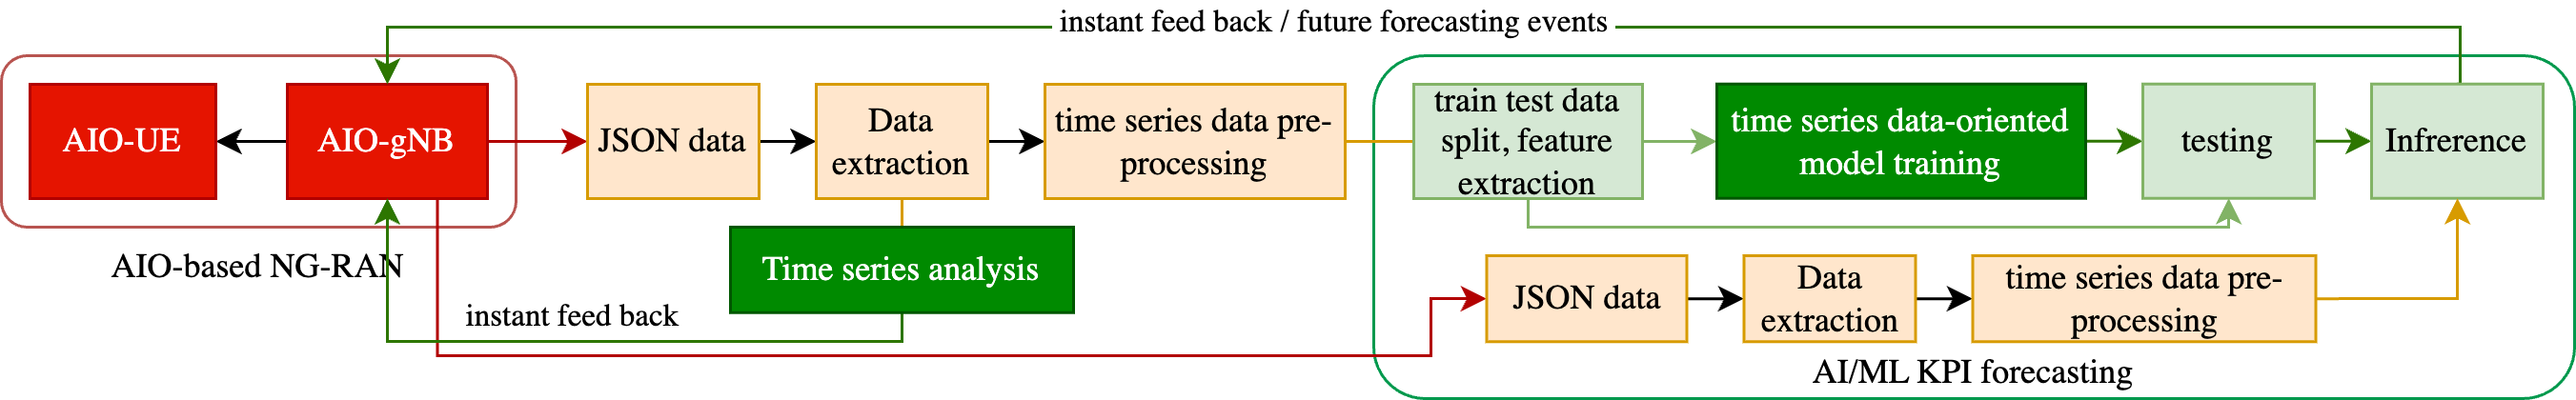 instant feed back / future forecasting events
AIO-UE
AIO-gNB
JSON data
Data
extraction
time series data pre-
processing
train test data
split, feature
extraction
time series data-oriented
model training
testing
Infrerence
AIO-based NG-RAN
Time series analysis
instant feed back
JSON data
Data
extraction
time series data pre-
processing
AI/ML KPI forecasting